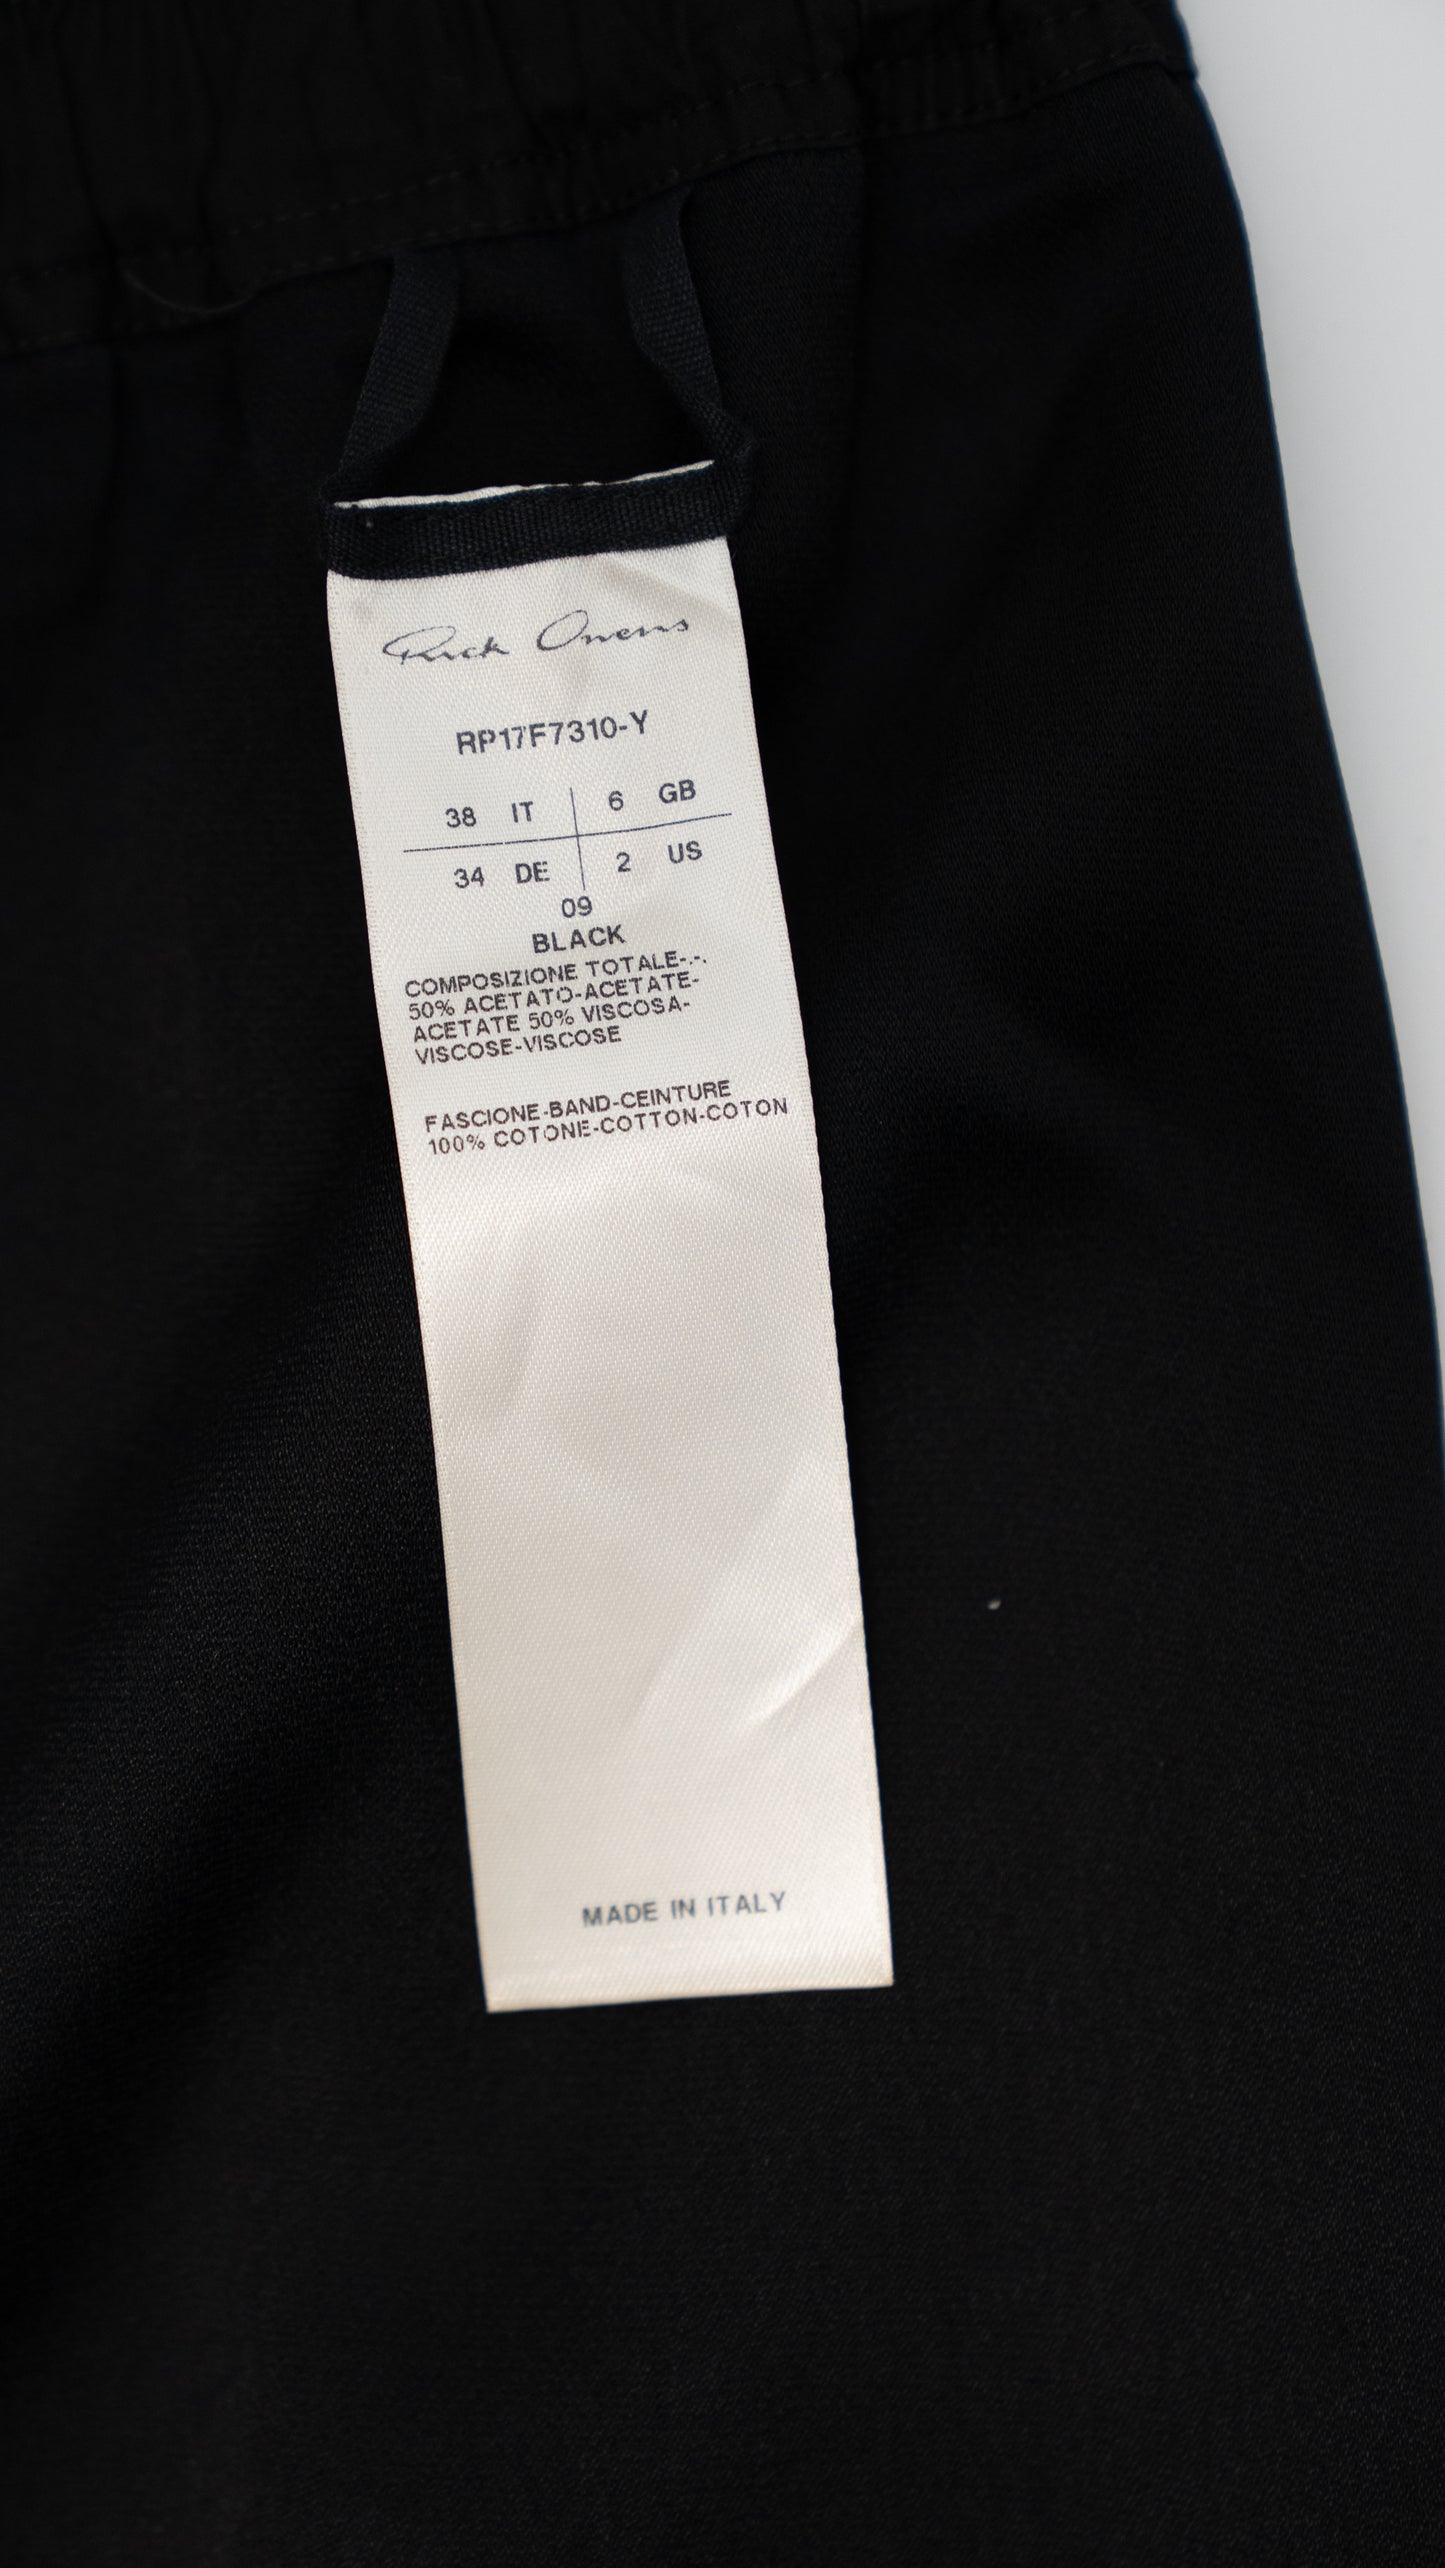 Rick Owens
RP17F7310-Y
38 IT 6 GB
34 DE 2 US
09
BLACK
COMPOSIZIONE TOTALE-.-.
50% ACETATO-ACETATE-
ACETATE 50% VISCOSA-
VISCOSE-VISCOSE
FASCIONE-BAND-CEINTURE
100% COTONE-COTTON-COTON
MADE IN ITALY